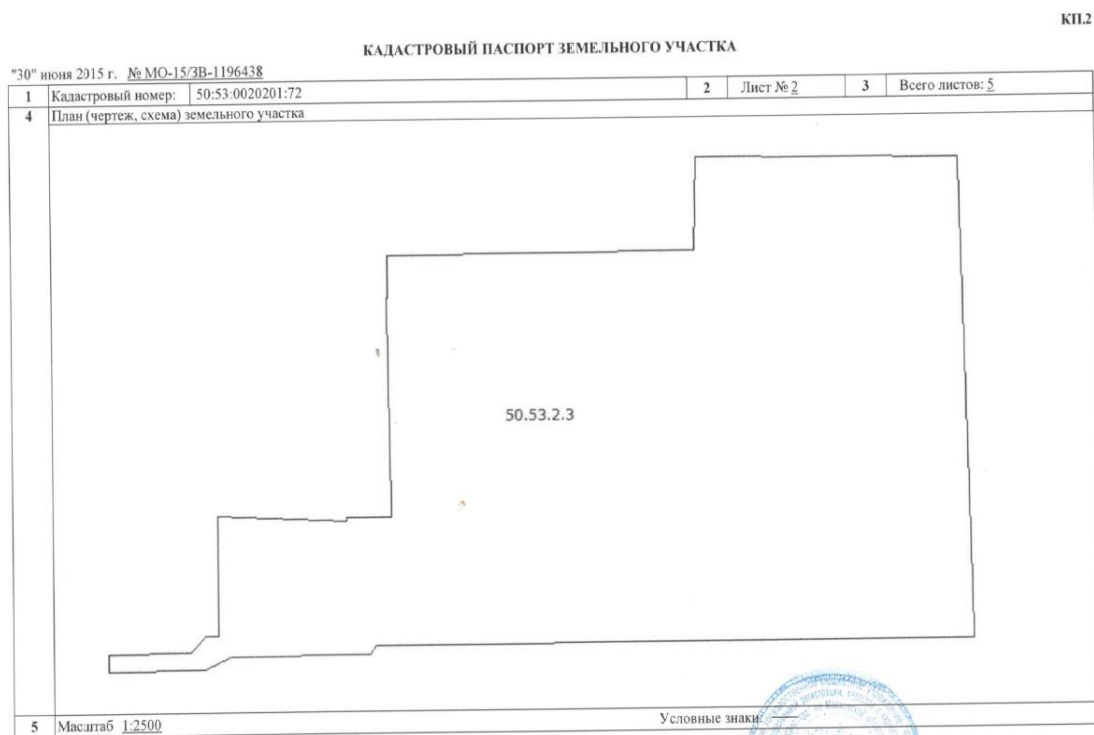 КП.2
КАДАСТРОВЫЙ ПАСПОРТ ЗЕМЕЛЬНОГО УЧАСТКА
"30" июня 2015 г. № МО-15/ЗВ-1196438
1 Кадастровый номер: 50:53:0020201:72 2 Лист № 2 3 Всего листов: 5
4 План (чертеж, схема) земельного участка
50.53.2.3
5 Масштаб 1:2500 Условные знаки: